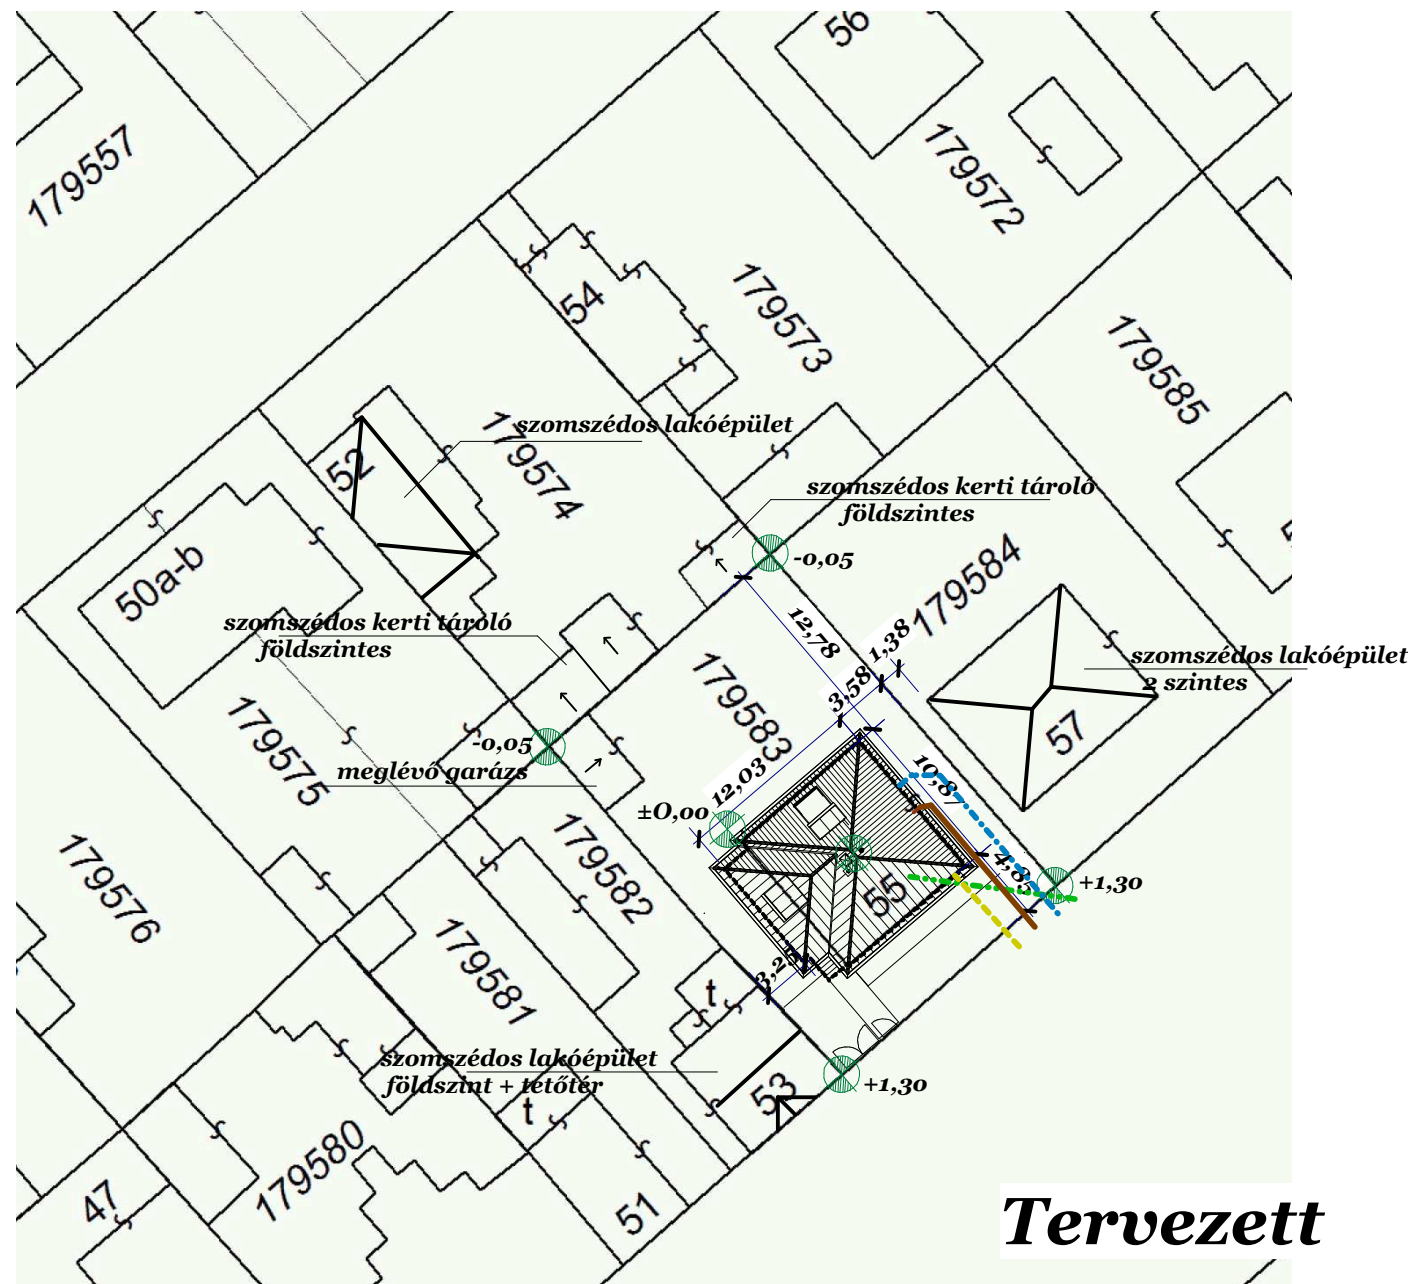 56
179557
179572
54
179573
179585
szomszédos lakóépület
52
179574
szomszédos kerti tároló
földszintes
-0,05
50a-b
179584
szomszédos kerti tároló
földszintes
12,78
1,38
3,58
szomszédos lakóépület
2 szintes
57
179583
179575
-0,05
meglévő garázs
12,03
10,87
±0,00
179582
4,85
+1,30
55
179576
179581
t
szomszédos lakóépület
földszint + tetőtér
53
+1,30
t
179580
47
51
Tervezett